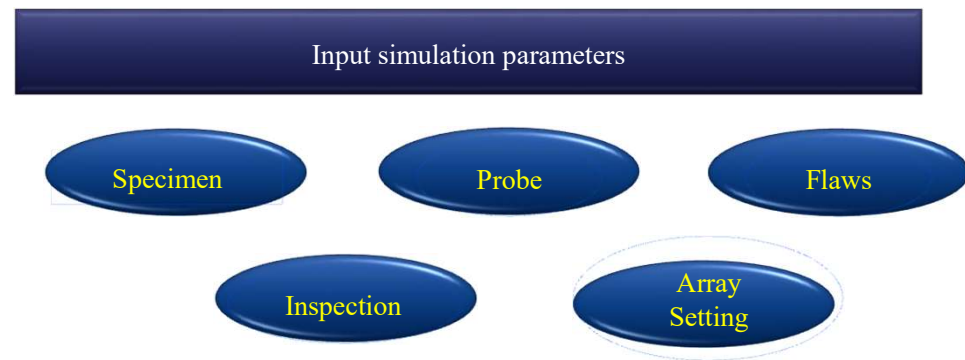 Input simulation parameters
Specimen
Probe
Flaws
Inspection
Array
Setting